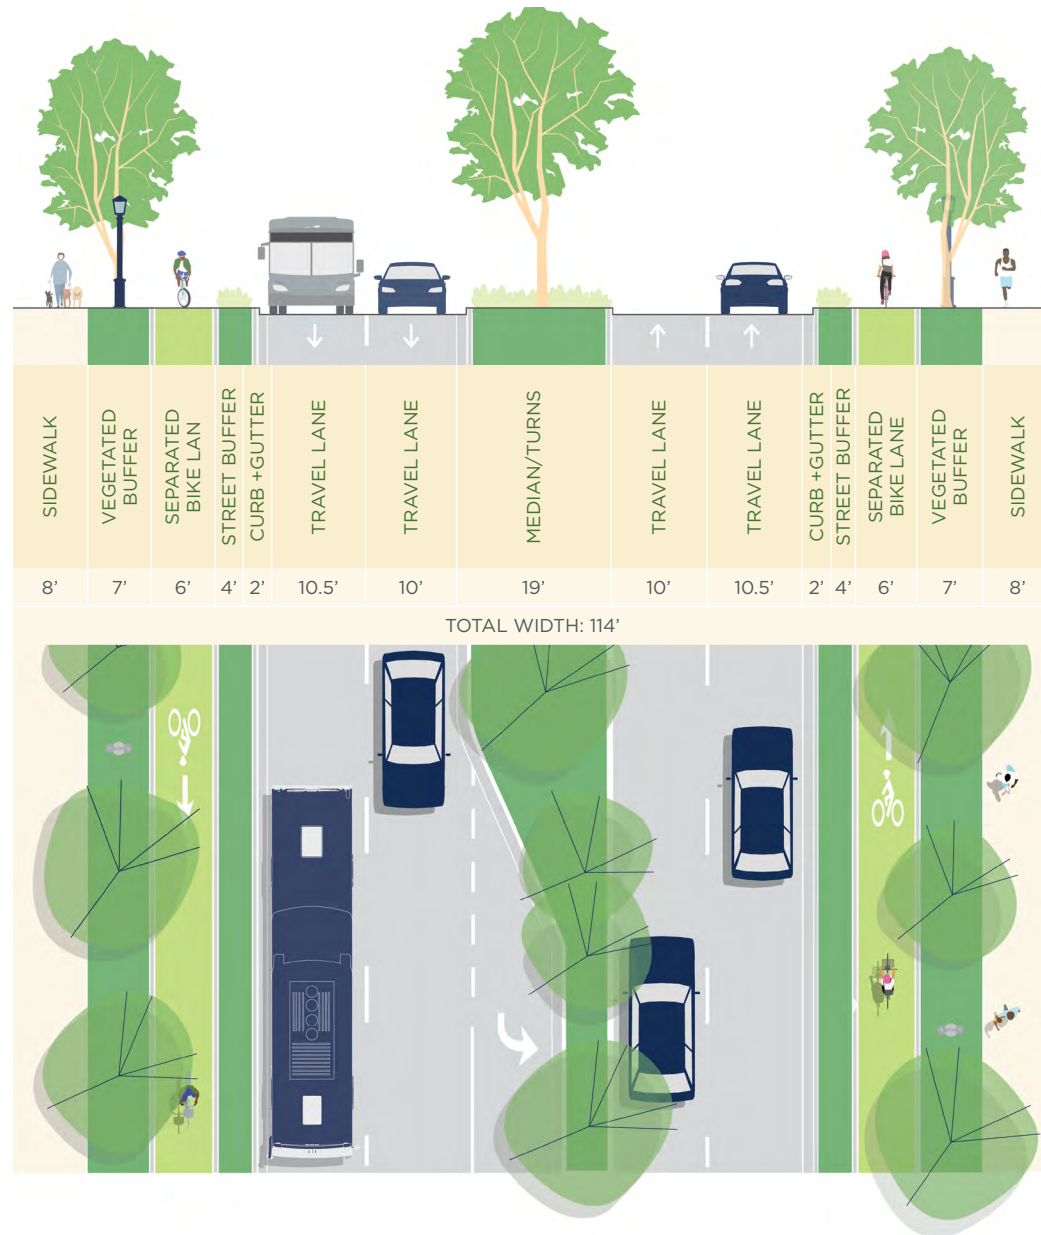 SIDEWALK
VEGETATED
BUFFER
SEPARATED
BIKE LAN
STREET BUFFER
CURB +GUTTER
TRAVEL LANE
TRAVEL LANE
MEDIAN/TURNS
TRAVEL LANE
TRAVEL LANE
CURB +GUTTER
STREET BUFFER
SEPARATED
BIKE LANE
VEGETATED
BUFFER
SIDEWALK
8’ 7’ 6’ 4’ 2’ 10.5’ 10’ 19’ 10’ 10.5’ 2’ 4’ 6’ 7’ 8’
TOTAL WIDTH: 114’